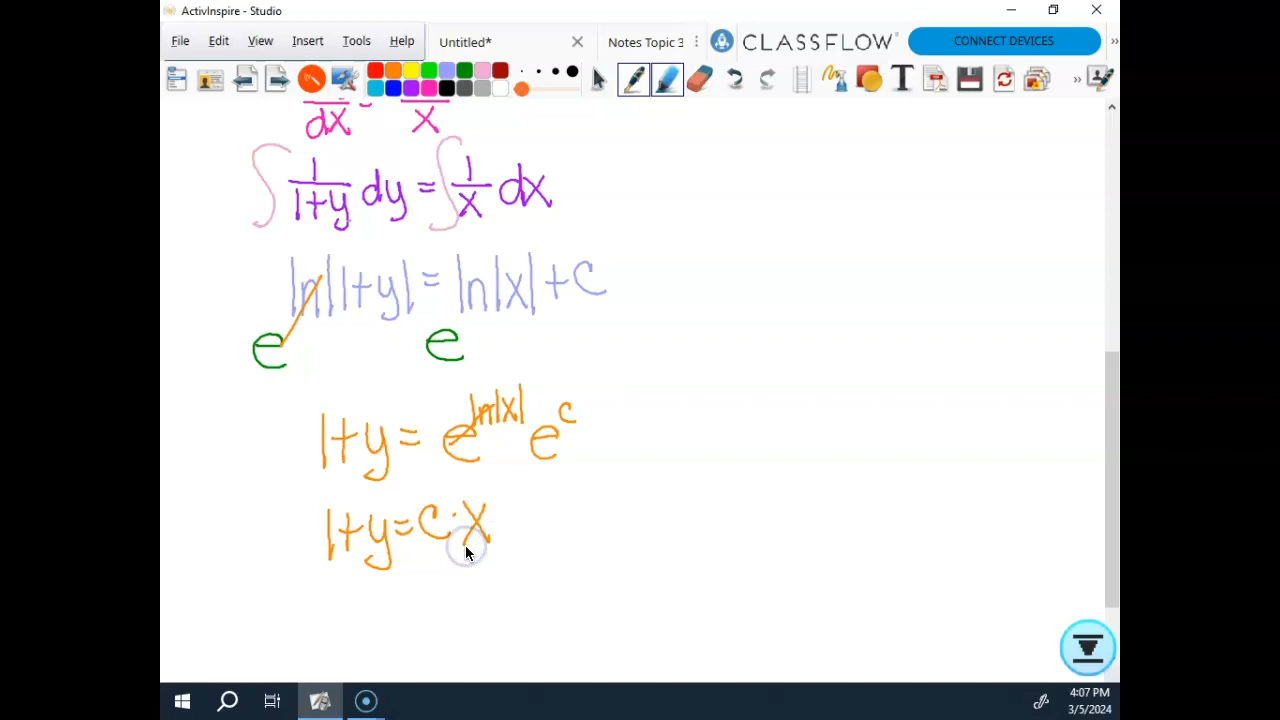 ActivInspire - Studio
File Edit View Insert Tools Help Untitled* Notes Topic 3 CLASSFLOW CONNECT DEVICES
dx = x
∫ 1/(1+y) dy = ∫ 1/x dx
ln|1+y| = ln|x| + C
e e
1+y = e^ln|x| e^c
1+y = C·X
4:07 PM
3/5/2024